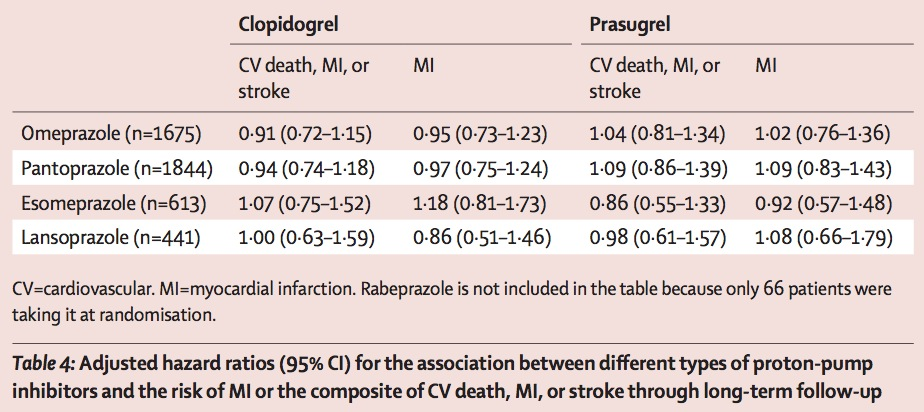 Clopidogrel Prasugrel
CV death, MI, or stroke MI CV death, MI, or stroke MI
Omeprazole (n=1675) 0·91 (0·72–1·15) 0·95 (0·73–1·23) 1·04 (0·81–1·34) 1·02 (0·76–1·36)
Pantoprazole (n=1844) 0·94 (0·74–1·18) 0·97 (0·75–1·24) 1·09 (0·86–1·39) 1·09 (0·83–1·43)
Esomeprazole (n=613) 1·07 (0·75–1·52) 1·18 (0·81–1·73) 0·86 (0·55–1·33) 0·92 (0·57–1·48)
Lansoprazole (n=441) 1·00 (0·63–1·59) 0·86 (0·51–1·46) 0·98 (0·61–1·57) 1·08 (0·66–1·79)
CV=cardiovascular. MI=myocardial infarction. Rabeprazole is not included in the table because only 66 patients were
taking it at randomisation.
Table 4: Adjusted hazard ratios (95% CI) for the association between different types of proton-pump
inhibitors and the risk of MI or the composite of CV death, MI, or stroke through long-term follow-up